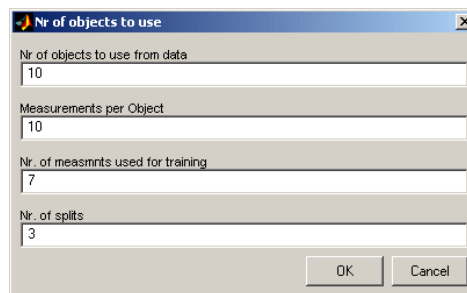 Nr of objects to use
Nr of objects to use from data
10
Measurements per Object
10
Nr. of measmnts used for training
7
Nr. of splits
3
OK Cancel